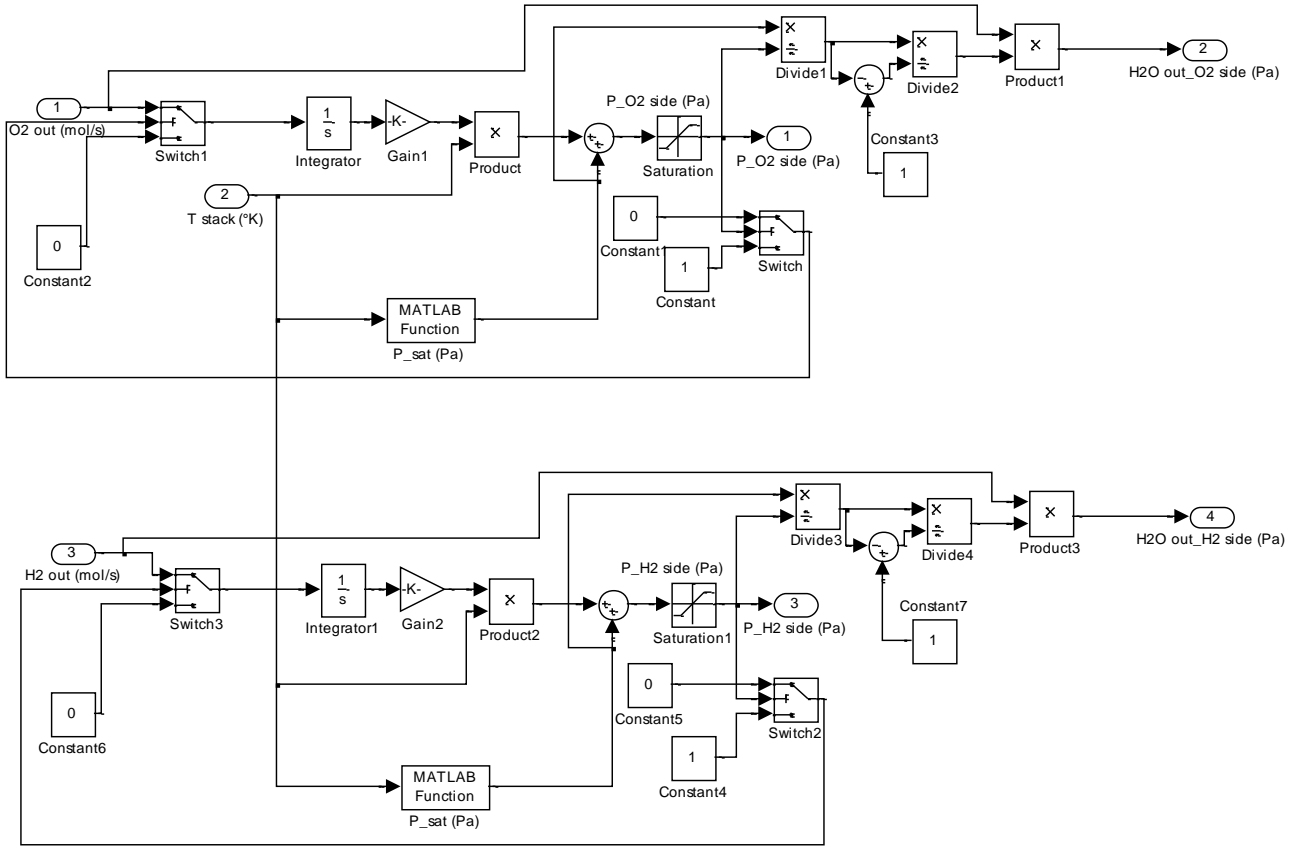 1
O2 out (mol/s)
Switch1
1
s
Integrator
-K-
Gain1
×
Product
2
T stack (°K)
0
Constant2
P_O2 side (Pa)
Saturation
1
P_O2 side (Pa)
×
÷
Divide1
×
÷
Divide2
Constant3
1
×
Product1
2
H2O out_O2 side (Pa)
0
Constant1
1
Constant
Switch
MATLAB
Function
P_sat (Pa)
3
H2 out (mol/s)
Switch3
1
s
Integrator1
-K-
Gain2
×
Product2
0
Constant6
P_H2 side (Pa)
Saturation1
3
P_H2 side (Pa)
×
÷
Divide3
×
÷
Divide4
Constant7
1
×
Product3
4
H2O out_H2 side (Pa)
0
Constant5
1
Constant4
Switch2
MATLAB
Function
P_sat (Pa)